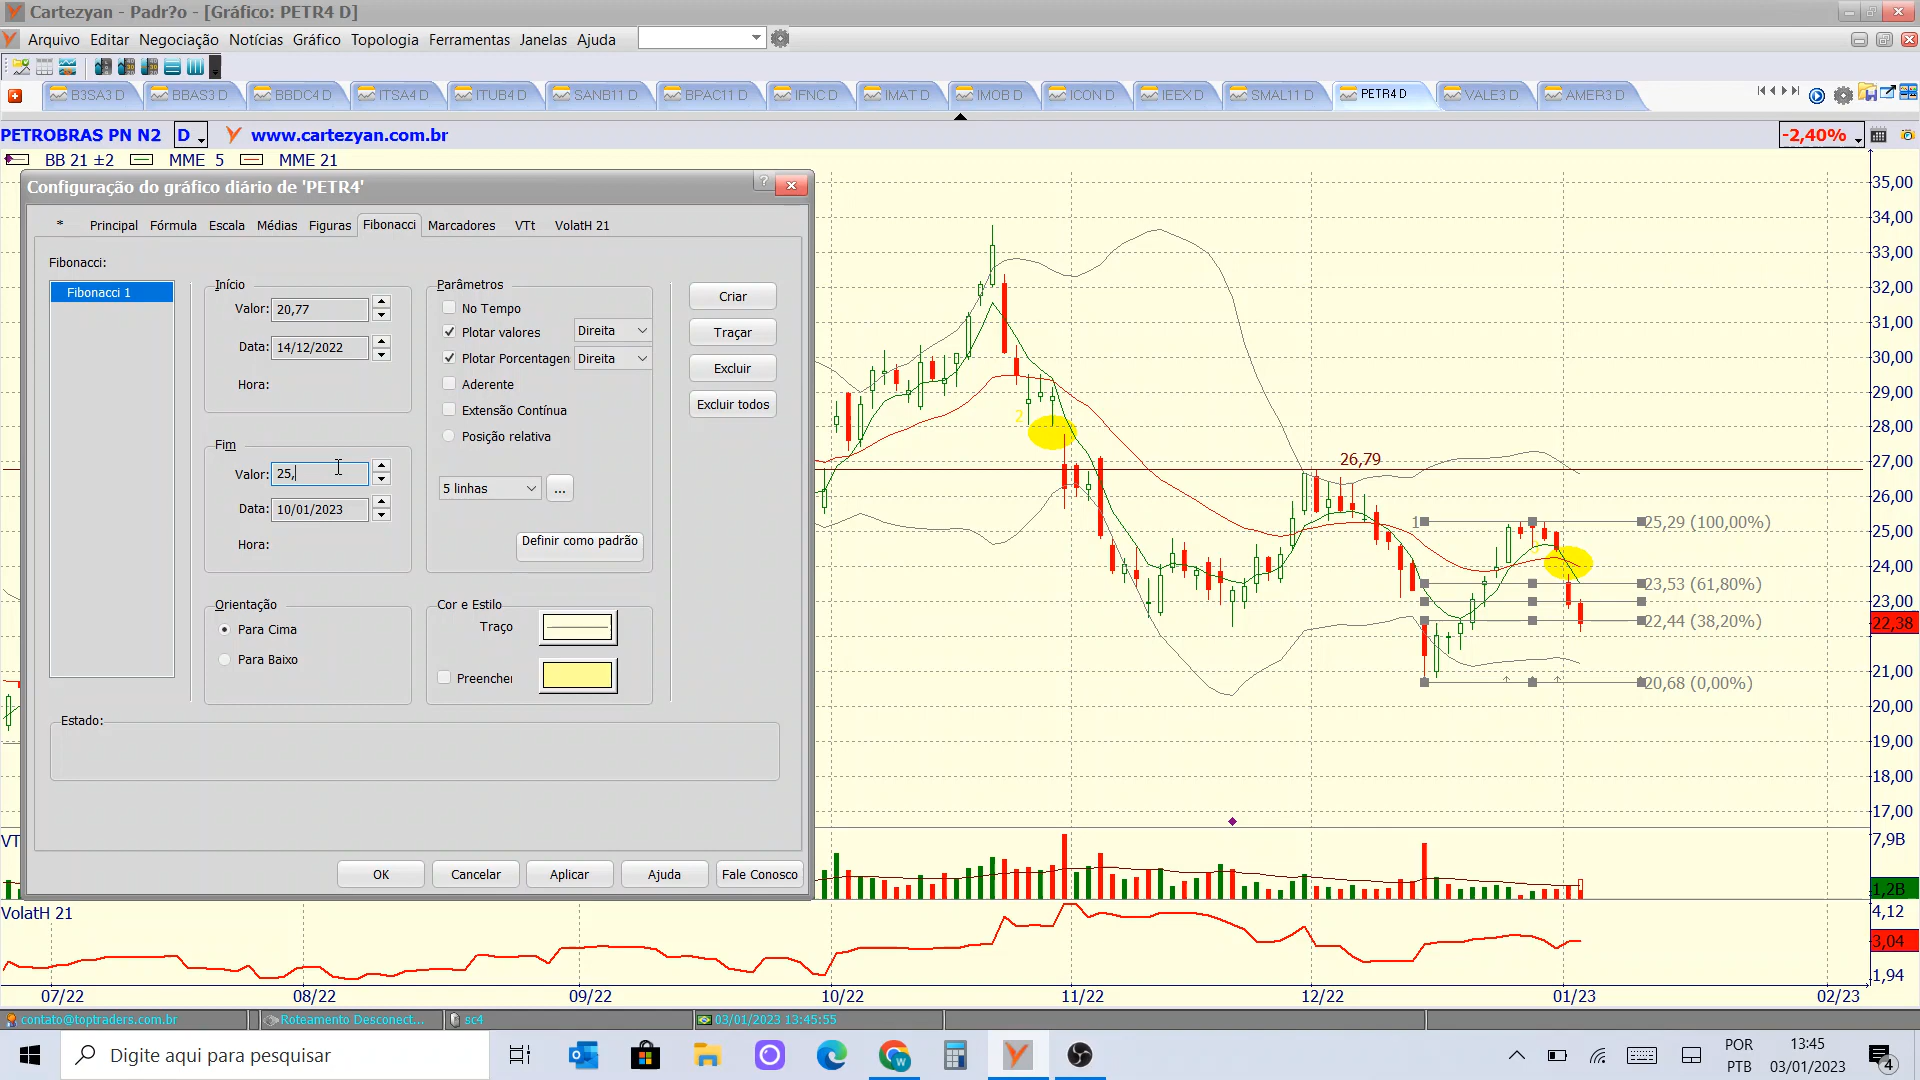 Cartezyan - Padr?o - [Gráfico: PETR4 D]
Arquivo Editar Negociação Notícias Gráfico Topologia Ferramentas Janelas Ajuda
B3SA3 D BBAS3 D BBDC4 D ITSA4 D ITUB4 D SANB11 D BPAC11 D IFNC D IMAT D IMOB D ICON D IEEX D SMAL11 D PETR4 D VALE3 D AMER3 D
PETROBRAS PN N2 D www.cartezyan.com.br -2,40%
BB 21 ±2 MME 5 MME 21
Configuração do gráfico diário de 'PETR4'
* Principal Fórmula Escala Médias Figuras Fibonacci Marcadores VTt VolatH 21
Fibonacci:
Fibonacci 1
Início
Valor: 20,77
Data: 14/12/2022
Hora:
Fim
Valor: 25,
Data: 10/01/2023
Hora:
Orientação
Para Cima
Para Baixo
Parâmetros
No Tempo
Plotar valores Direita
Plotar Porcentagen Direita
Aderente
Extensão Contínua
Posição relativa
5 linhas ...
Definir como padrão
Cor e Estilo
Traço
Preencher
Criar
Traçar
Excluir
Excluir todos
Estado:
OK Cancelar Aplicar Ajuda Fale Conosco
2
26,79
1
25,29 (100,00%)
23,53 (61,80%)
22,44 (38,20%)
20,68 (0,00%)
35,00
34,00
33,00
32,00
31,00
30,00
29,00
28,00
27,00
26,00
25,00
24,00
23,00
22,38
21,00
20,00
19,00
18,00
17,00
VT
7,9B
1,2B
VolatH 21
4,12
3,04
1,94
07/22 08/22 09/22 10/22 11/22 12/22 01/23 02/23
contato@toptraders.com.br Roteamento Desconect... sc4 03/01/2023 13:45:55
Digite aqui para pesquisar
POR
PTB
13:45
03/01/2023
4